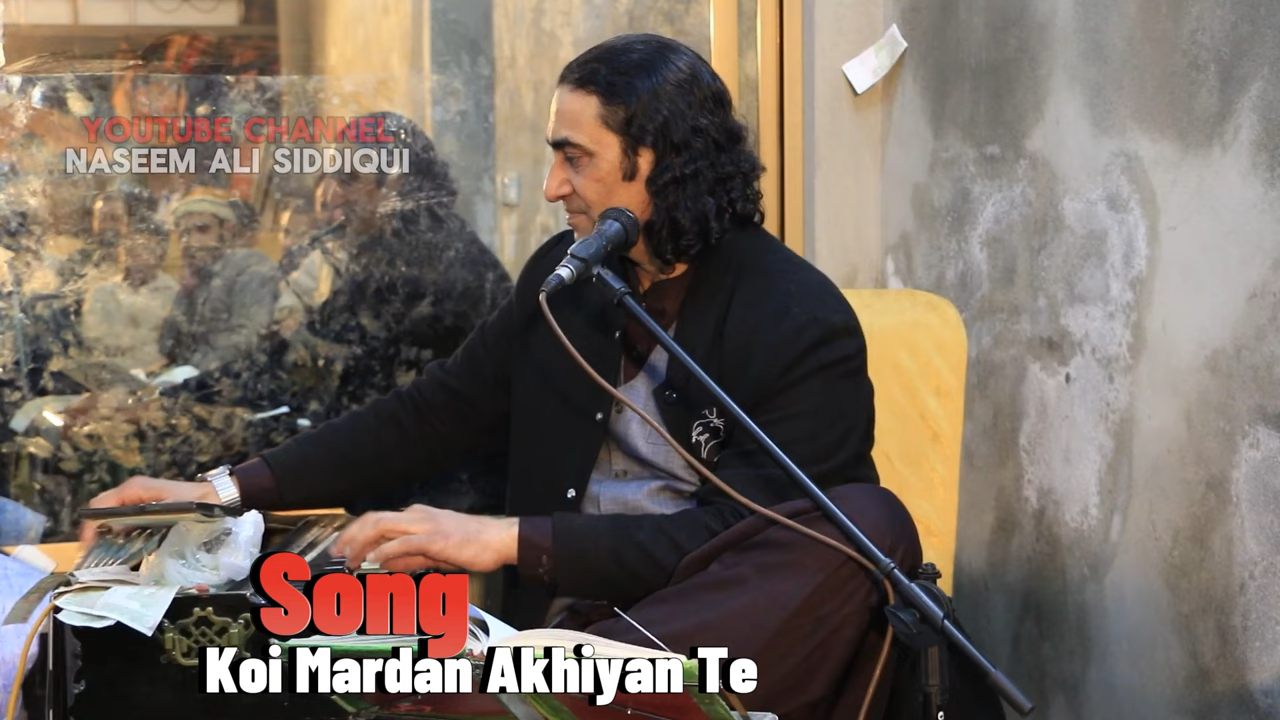 YOUTUBE CHANNEL
NASEEM ALI SIDDIQUI
Song
Koi Mardan Akhiyan Te